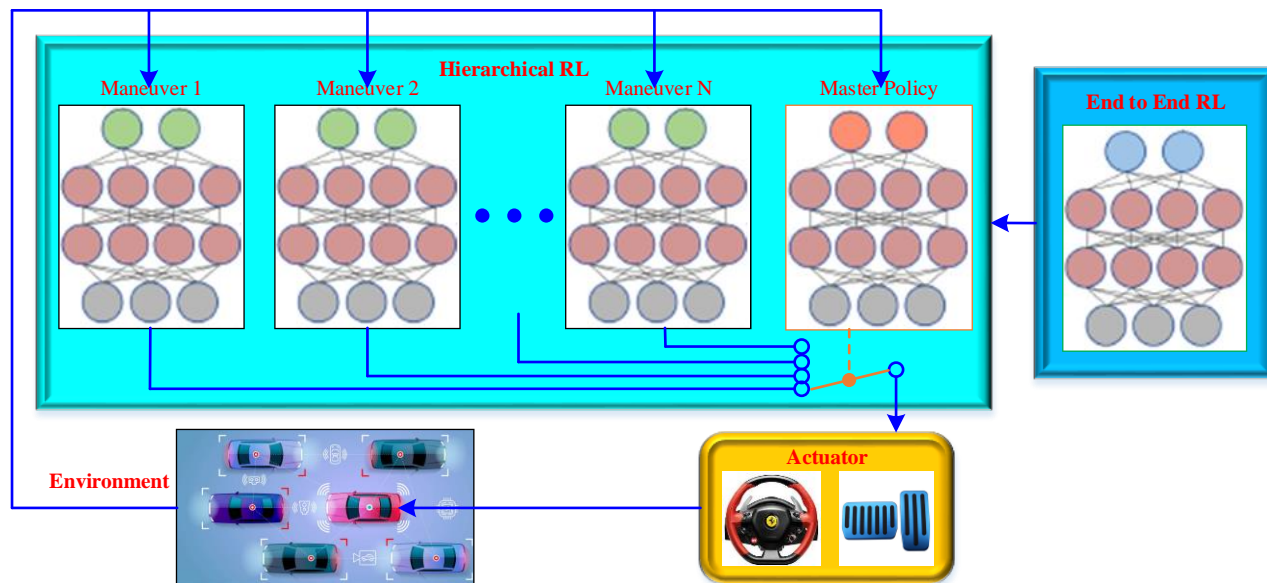 Hierarchical RL
Maneuver 1
Maneuver 2
Maneuver N
Master Policy
End to End RL
Environment
Actuator